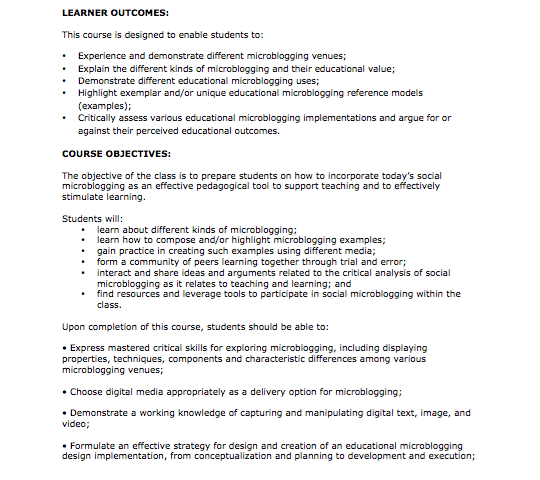 LEARNER OUTCOMES:
This course is designed to enable students to:
• Experience and demonstrate different microblogging venues;
• Explain the different kinds of microblogging and their educational value;
• Demonstrate different educational microblogging uses;
• Highlight exemplar and/or unique educational microblogging reference models
(examples);
• Critically assess various educational microblogging implementations and argue for or
against their perceived educational outcomes.
COURSE OBJECTIVES:
The objective of the class is to prepare students on how to incorporate today's social
microblogging as an effective pedagogical tool to support teaching and to effectively
stimulate learning.
Students will:
• learn about different kinds of microblogging;
• learn how to compose and/or highlight microblogging examples;
• gain practice in creating such examples using different media;
• form a community of peers learning together through trial and error;
• interact and share ideas and arguments related to the critical analysis of social
microblogging as it relates to teaching and learning; and
• find resources and leverage tools to participate in social microblogging within the
class.
Upon completion of this course, students should be able to:
• Express mastered critical skills for exploring microblogging, including displaying
properties, techniques, components and characteristic differences among various
microblogging venues;
• Choose digital media appropriately as a delivery option for microblogging;
• Demonstrate a working knowledge of capturing and manipulating digital text, image, and
video;
• Formulate an effective strategy for design and creation of an educational microblogging
design implementation, from conceptualization and planning to development and execution;